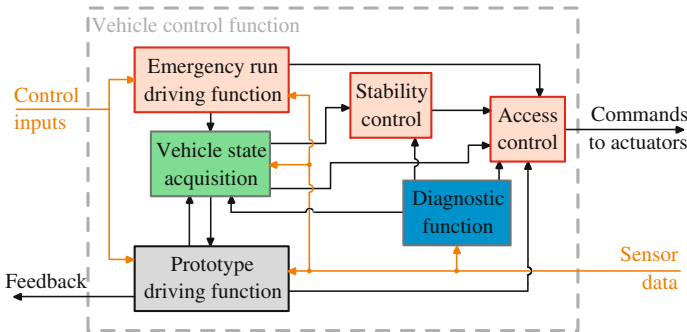 Vehicle control function
Emergency run
driving function
Stability
control
Access
control
Control
inputs
Commands
to actuators
Vehicle state
acquisition
Diagnostic
function
Prototype
driving function
Sensor
data
Feedback